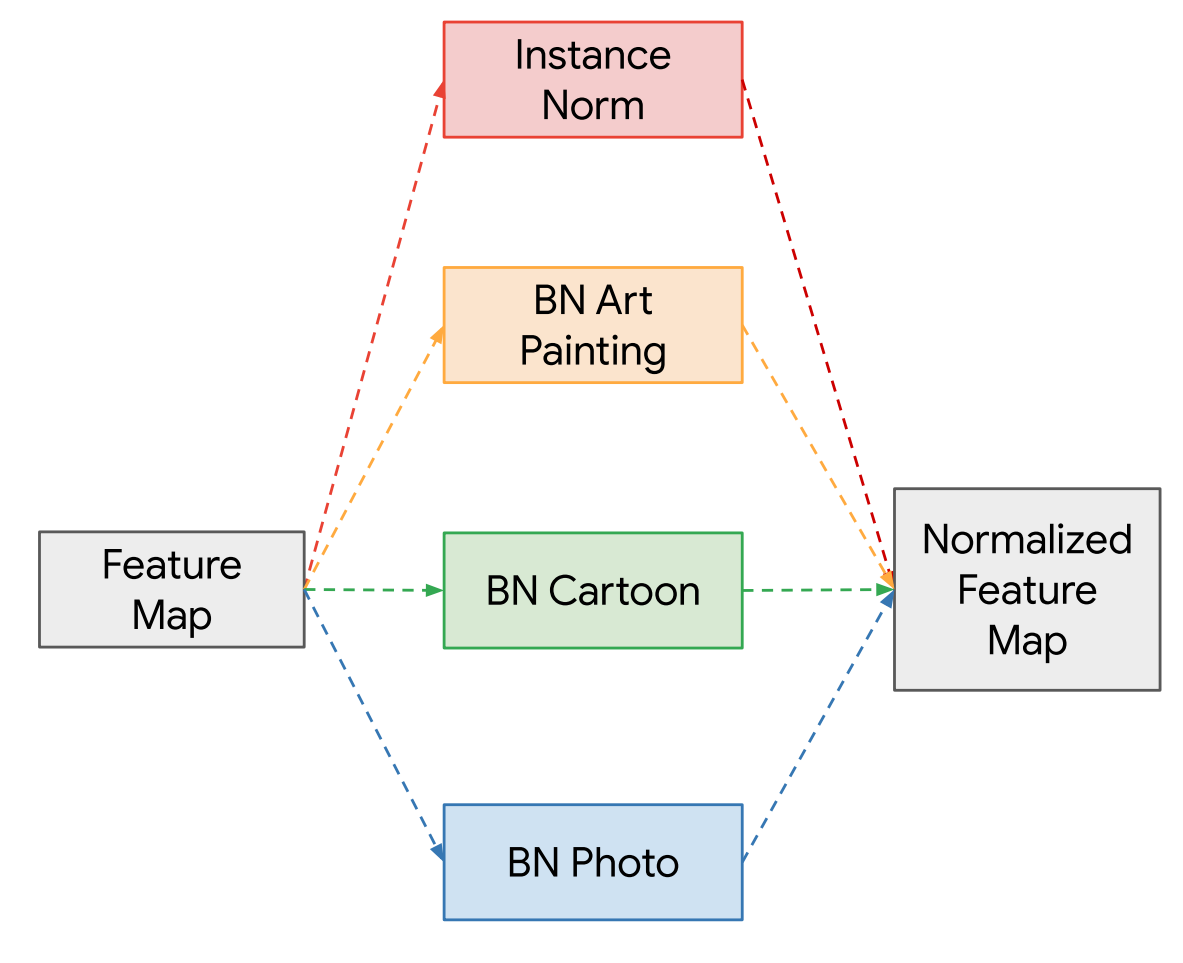 Instance
Norm
BN Art
Painting
Feature
Map
BN Cartoon
Normalized
Feature
Map
BN Photo